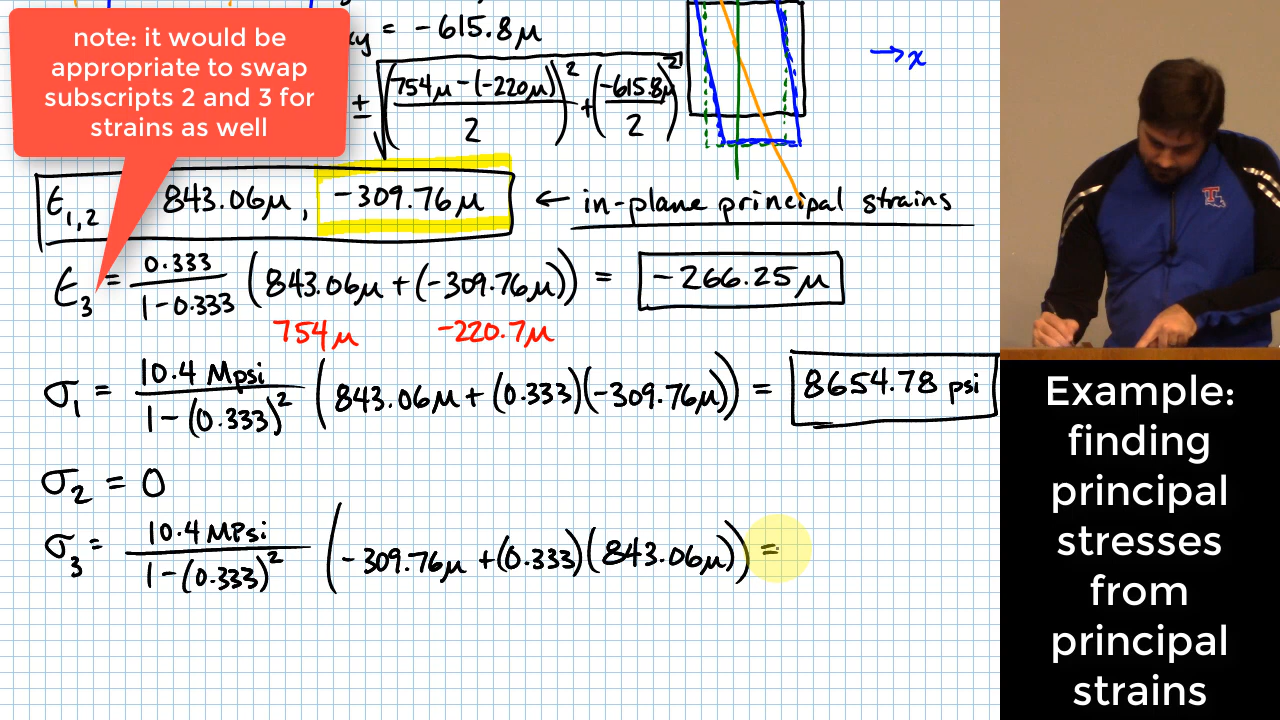 note: it would be
appropriate to swap
subscripts 2 and 3 for
strains as well
xy = -615.8μ
± √((754μ-(-220μ))/2)² + (-615.8μ/2)²
→x
ϵ1,2 843.06μ, -309.76μ ← in-plane principal strains
ϵ3 = 0.333/(1-0.333) (843.06μ+(-309.76μ)) = -266.25μ
754μ -220.7μ
σ1 = 10.4 Mpsi/(1-(0.333)²) (843.06μ+(0.333)(-309.76μ)) = 8654.78 psi
σ2 = 0
σ3 = 10.4 MPsi/(1-(0.333)²) (-309.76μ+(0.333)(843.06μ)) =
Example:
finding
principal
stresses
from
principal
strains